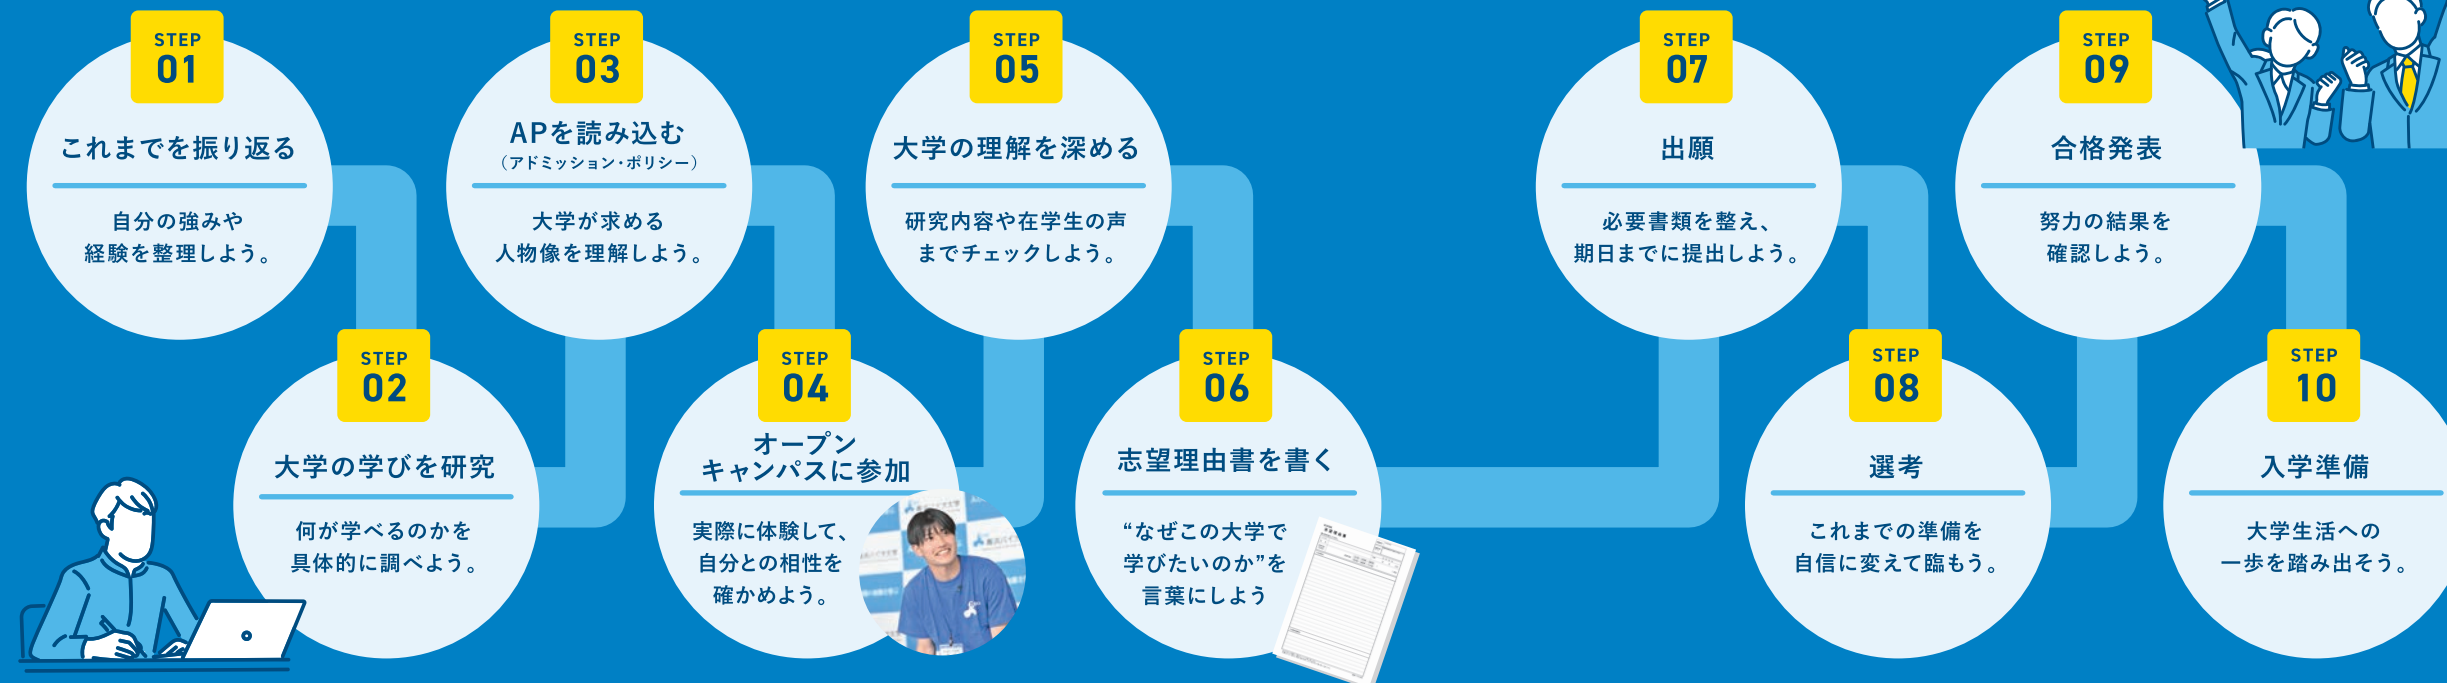 STEP
01
これまでを振り返る
自分の強みや
経験を整理しよう。
STEP
02
大学の学びを研究
何が学べるのかを
具体的に調べよう。
STEP
03
APを読み込む
（アドミッション・ポリシー）
大学が求める
人物像を理解しよう。
STEP
04
オープン
キャンパスに参加
実際に体験して、
自分との相性を
確かめよう。
STEP
05
大学の理解を深める
研究内容や在学生の声
までチェックしよう。
STEP
06
志望理由書を書く
“なぜこの大学で
学びたいのか”を
言葉にしよう
STEP
07
出願
必要書類を整え、
期日までに提出しよう。
STEP
08
選考
これまでの準備を
自信に変えて臨もう。
STEP
09
合格発表
努力の結果を
確認しよう。
STEP
10
入学準備
大学生活への
一歩を踏み出そう。